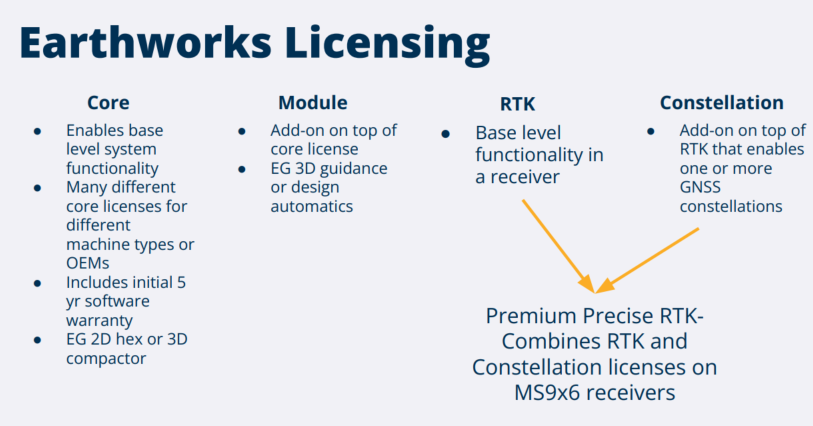 Earthworks Licensing
Core
● Enables base
level system
functionality
● Many different
core licenses for
different
machine types or
OEMs
● Includes initial 5
yr software
warranty
● EG 2D hex or 3D
compactor
Module
● Add-on on top of
core license
● EG 3D guidance
or design
automatics
RTK
● Base level
functionality in
a receiver
Constellation
● Add-on on top of
RTK that enables
one or more
GNSS
constellations
Premium Precise RTK-
Combines RTK and
Constellation licenses on
MS9x6 receivers